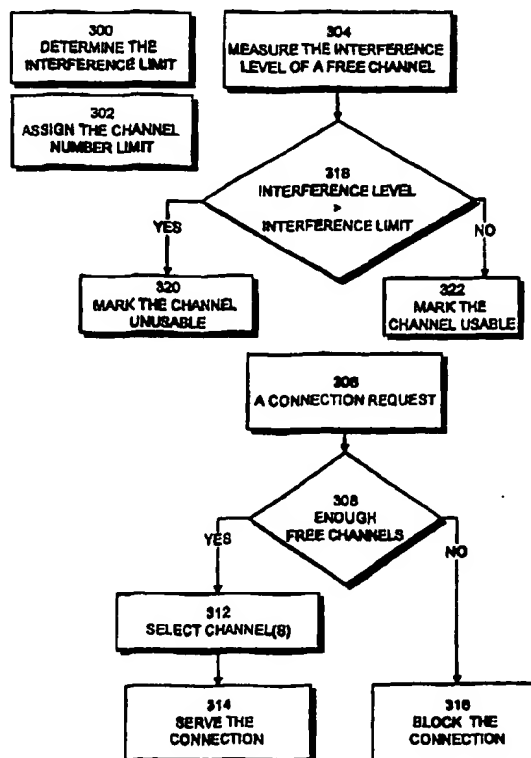 300
DETERMINE THE
INTERFERENCE LIMIT
302
ASSIGN THE CHANNEL
NUMBER LIMIT
304
MEASURE THE INTERFERENCE
LEVEL OF A FREE CHANNEL
318
INTERFERENCE LEVEL
>
INTERFERENCE LIMIT
YES
NO
320
MARK THE CHANNEL
UNUSABLE
322
MARK THE
CHANNEL USABLE
306
A CONNECTION REQUEST
308
ENOUGH
FREE CHANNELS
YES
NO
312
SELECT CHANNEL(S)
314
SERVE THE
CONNECTION
316
BLOCK THE
CONNECTION